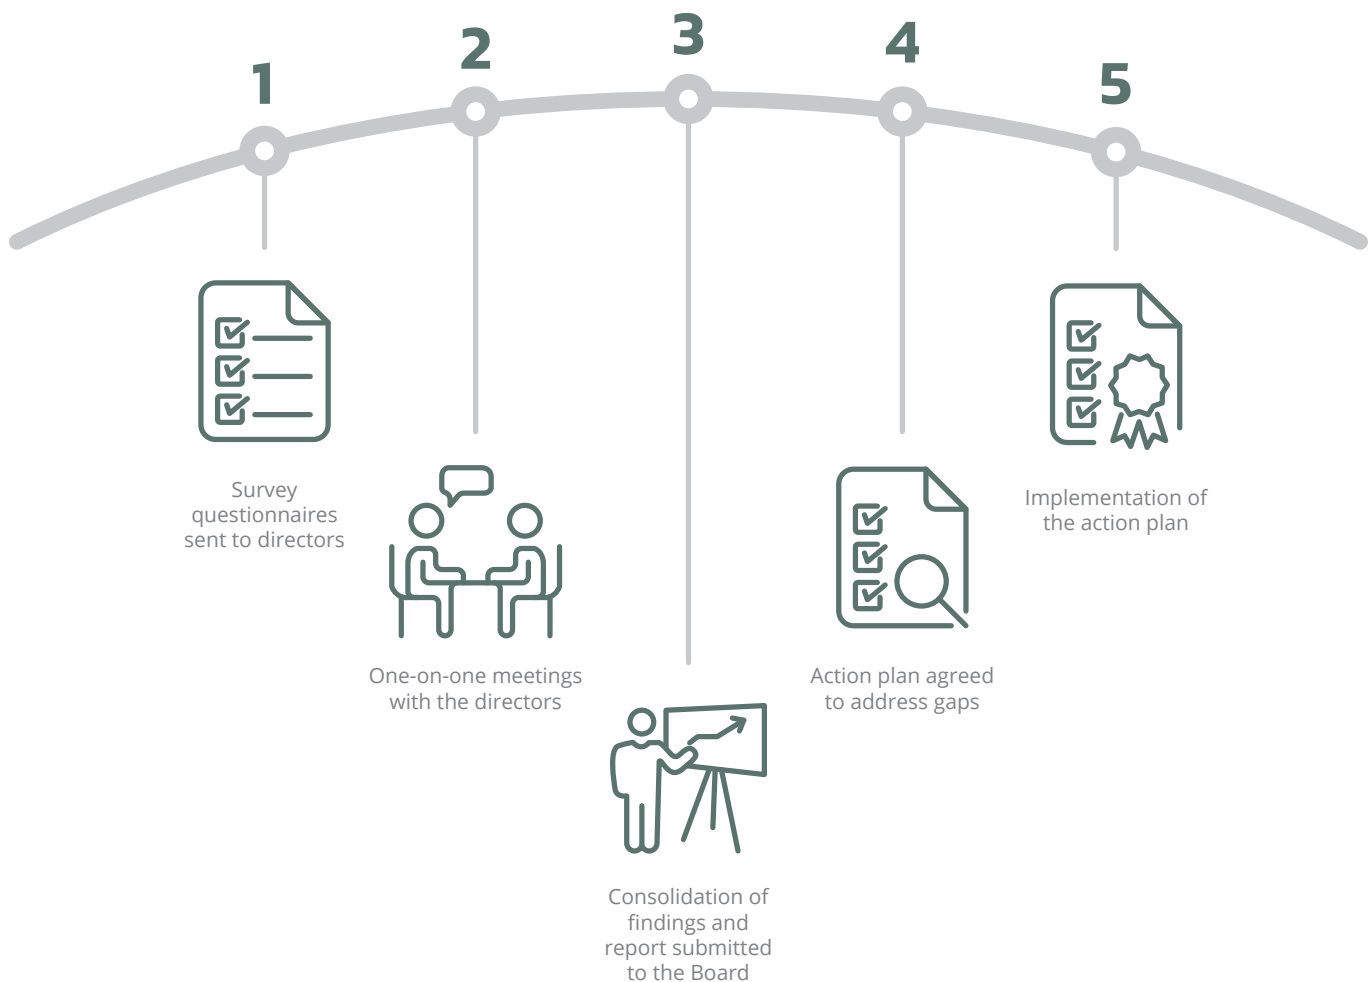 1
2
3
4
5
Survey
questionnaires
sent to directors
One-on-one meetings
with the directors
Consolidation of
findings and
report submitted
to the Board
Action plan agreed
to address gaps
Implementation of
the action plan